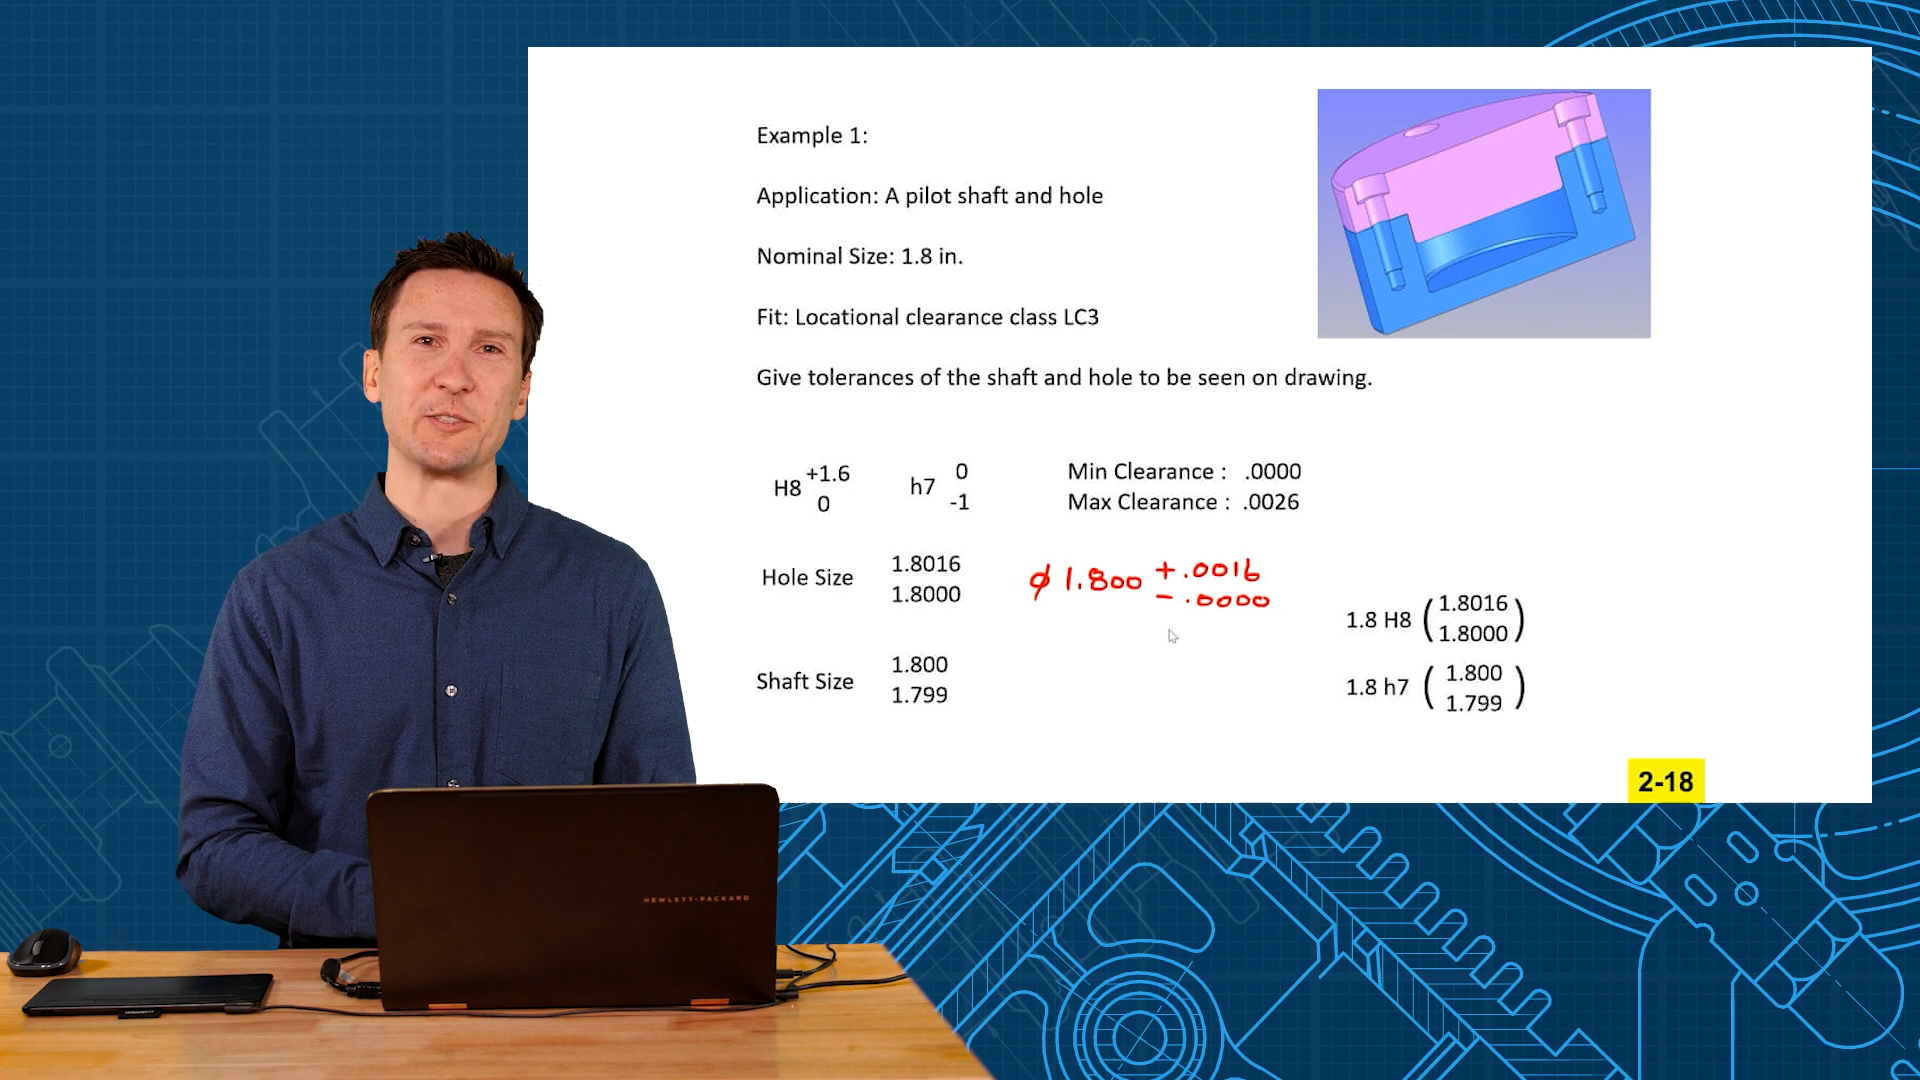 Example 1:
Application: A pilot shaft and hole
Nominal Size: 1.8 in.
Fit: Locational clearance class LC3
Give tolerances of the shaft and hole to be seen on drawing.
H8 +1.6
0
h7 0
-1
Min Clearance : .0000
Max Clearance : .0026
Hole Size 1.8016
1.8000
ϕ 1.800 +.0016
-.0000
1.8 H8 (1.8016
1.8000)
Shaft Size 1.800
1.799
1.8 h7 (1.800
1.799)
2-18
HEWLETT-PACKARD